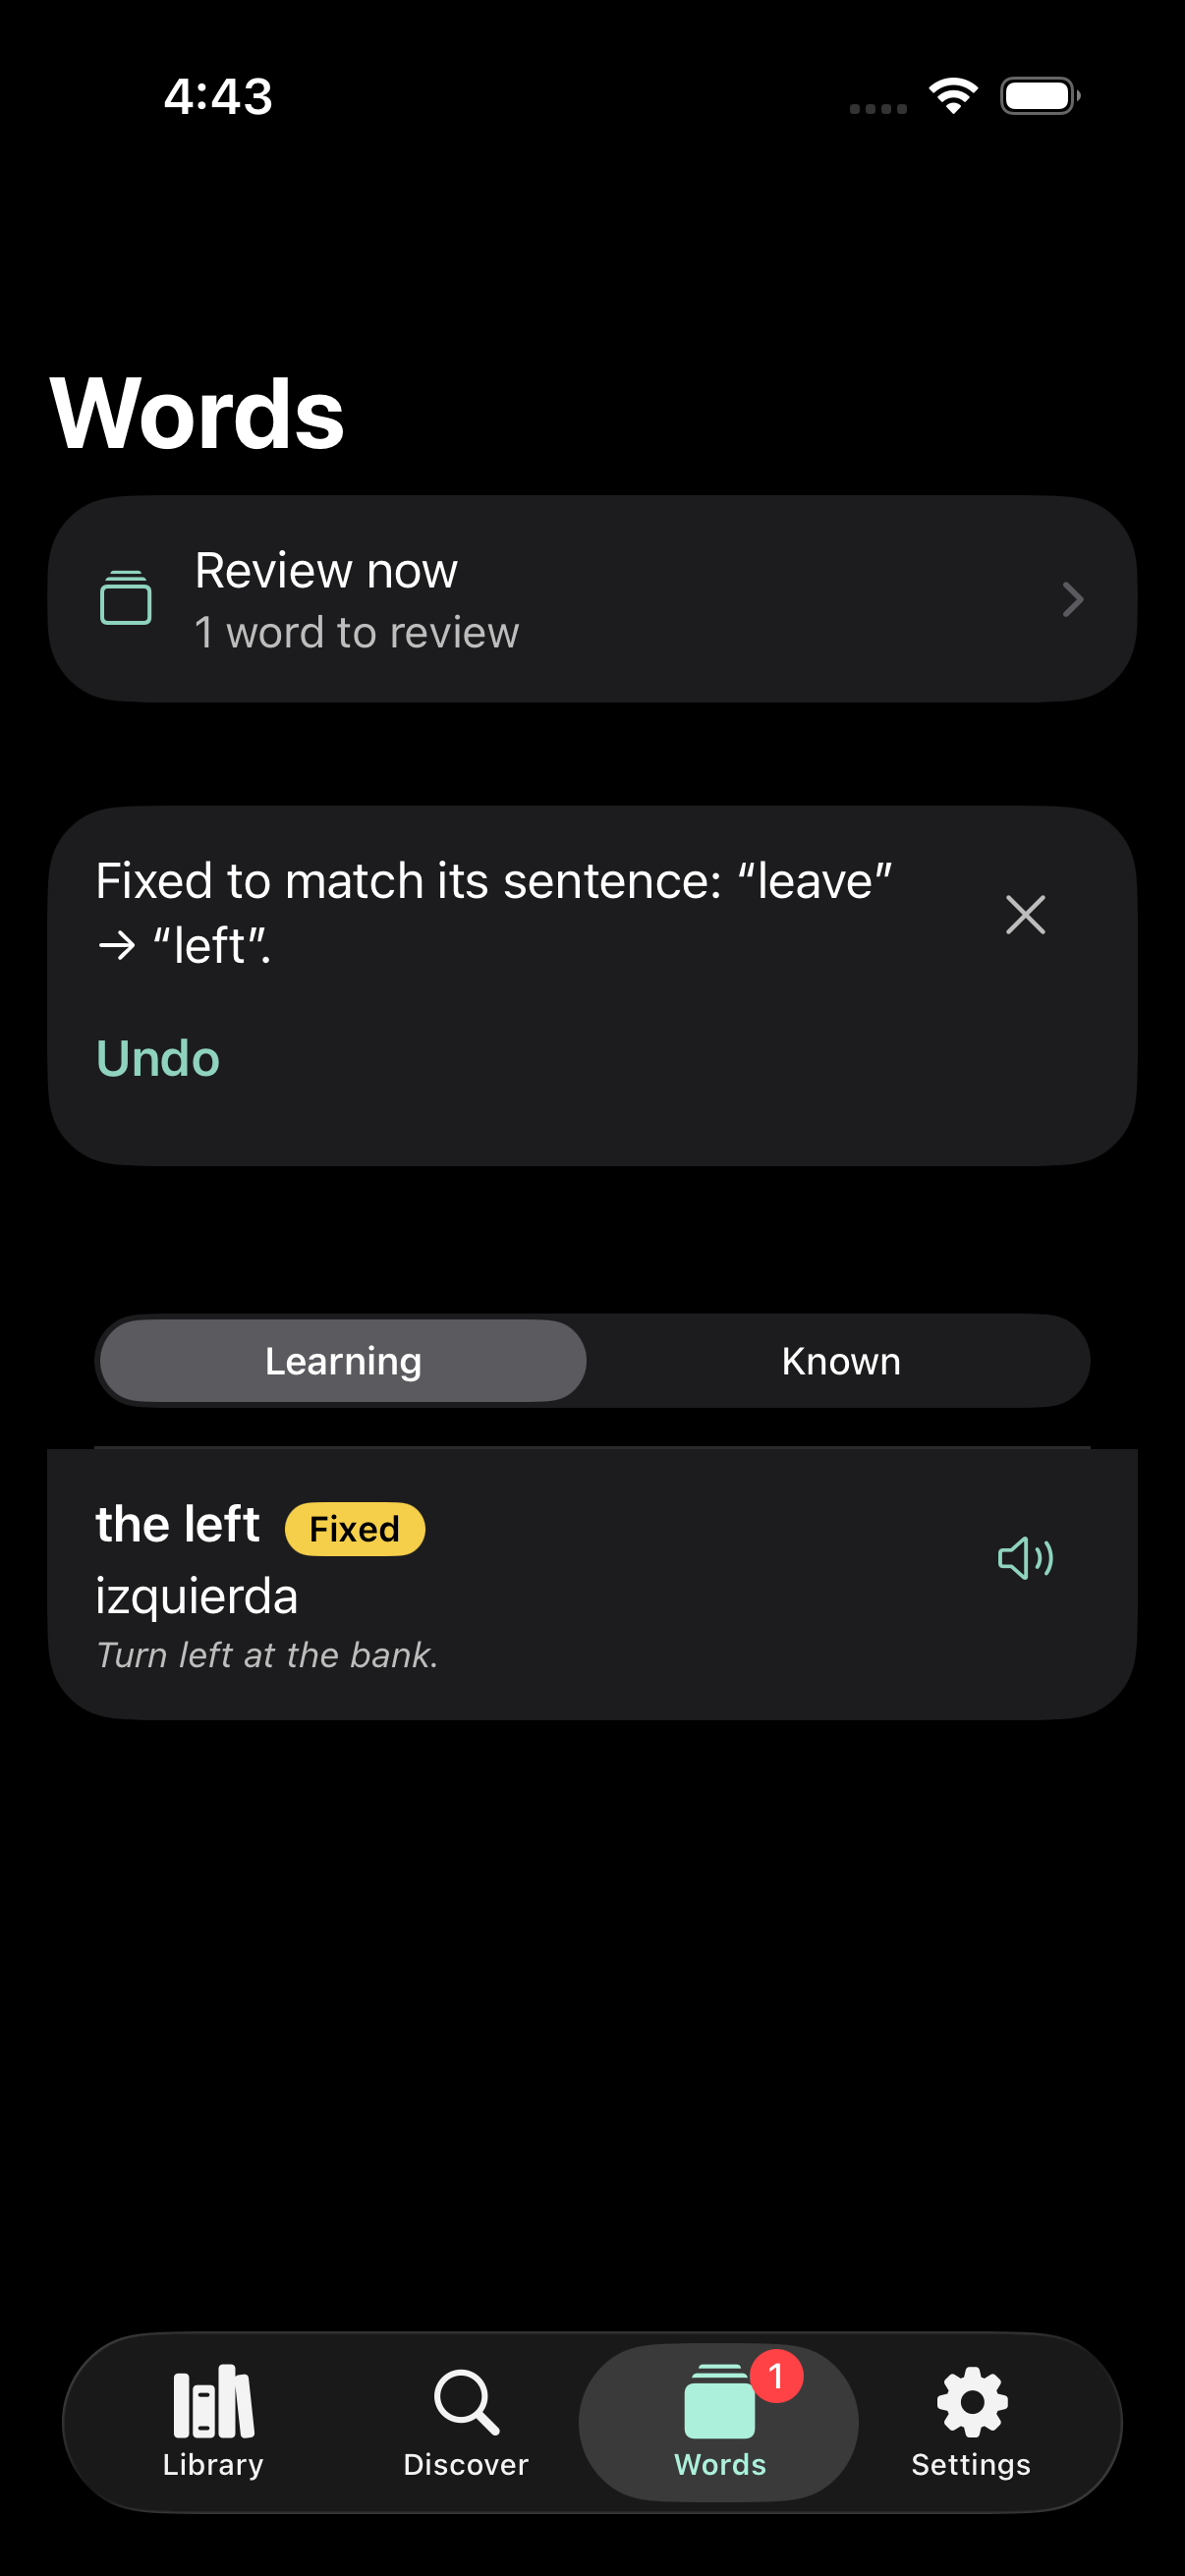 4:43
Words
Review now
1 word to review
Fixed to match its sentence: “leave”
→ “left”.
Undo
Learning
Known
the left
Fixed
izquierda
Turn left at the bank.
1
Library
Discover
Words
Settings